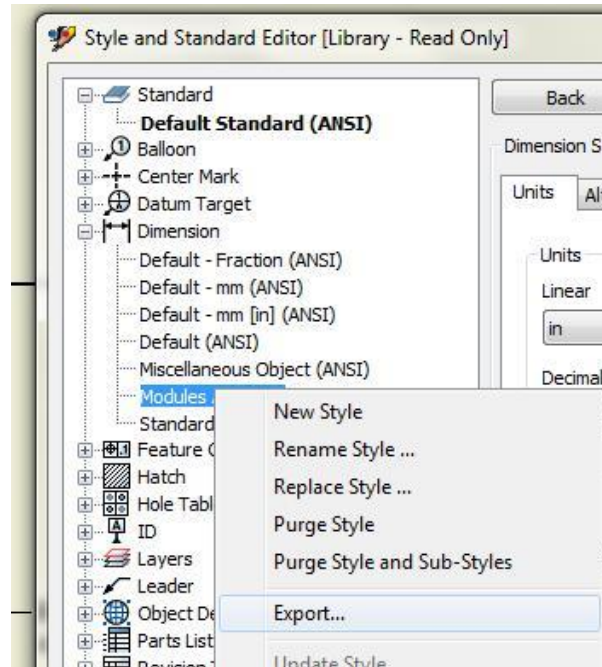 Style and Standard Editor [Library - Read Only]
Standard
Default Standard (ANSI)
Balloon
Center Mark
Datum Target
Dimension
Default - Fraction (ANSI)
Default - mm (ANSI)
Default - mm [in] (ANSI)
Default (ANSI)
Miscellaneous Object (ANSI)
Modules
Standard
Feature
Hatch
Hole Tabl
ID
Layers
Leader
Object De
Parts List
Back
Dimension S
Units
Al
Units
Linear
in
Decimal
New Style
Rename Style ...
Replace Style ...
Purge Style
Purge Style and Sub-Styles
Export...
Update Style